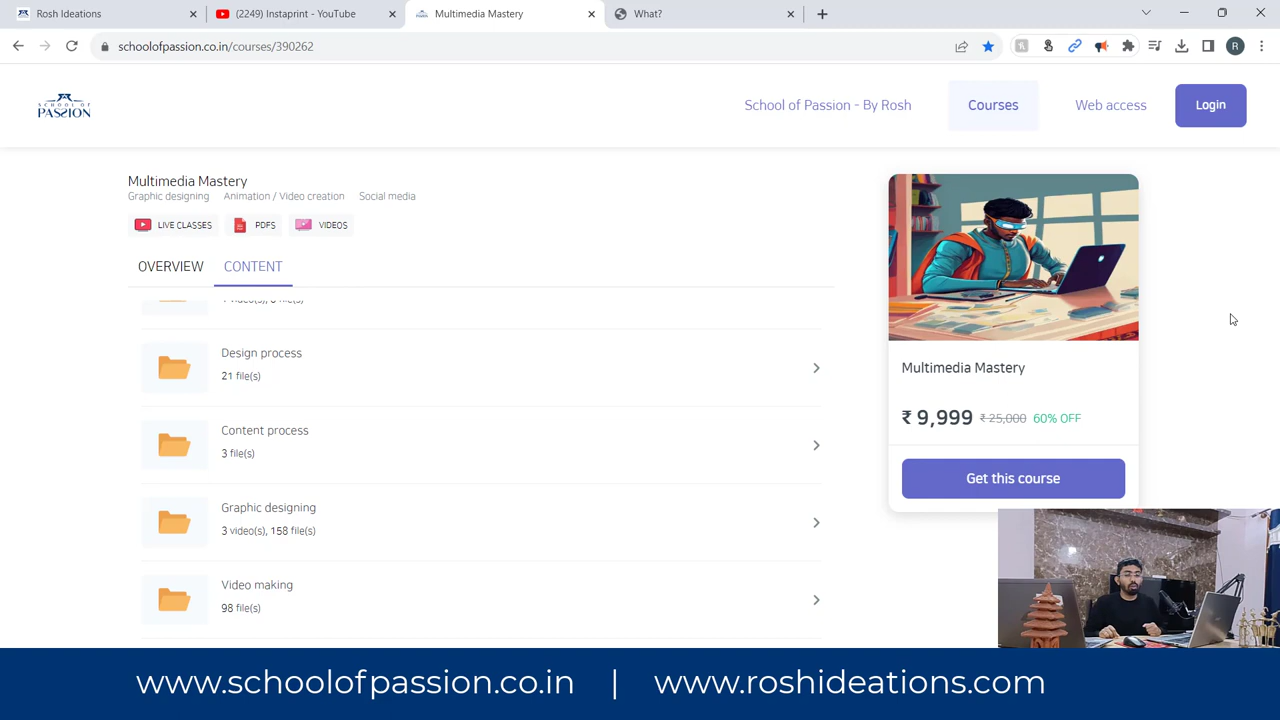 Rosh Ideations
(2249) Instaprint - YouTube
Multimedia Mastery
What?
schoolofpassion.co.in/courses/390262
R
SCHOOL OF
PASSION
School of Passion - By Rosh
Courses
Web access
Login
Multimedia Mastery
Graphic designing Animation / Video creation Social media
LIVE CLASSES PDFS VIDEOS
OVERVIEW CONTENT
Design process
21 file(s)
Content process
3 file(s)
Graphic designing
3 video(s), 158 file(s)
Video making
98 file(s)
Multimedia Mastery
₹ 9,999 ₹ 25,000 60% OFF
Get this course
www.schoolofpassion.co.in | www.roshideations.com